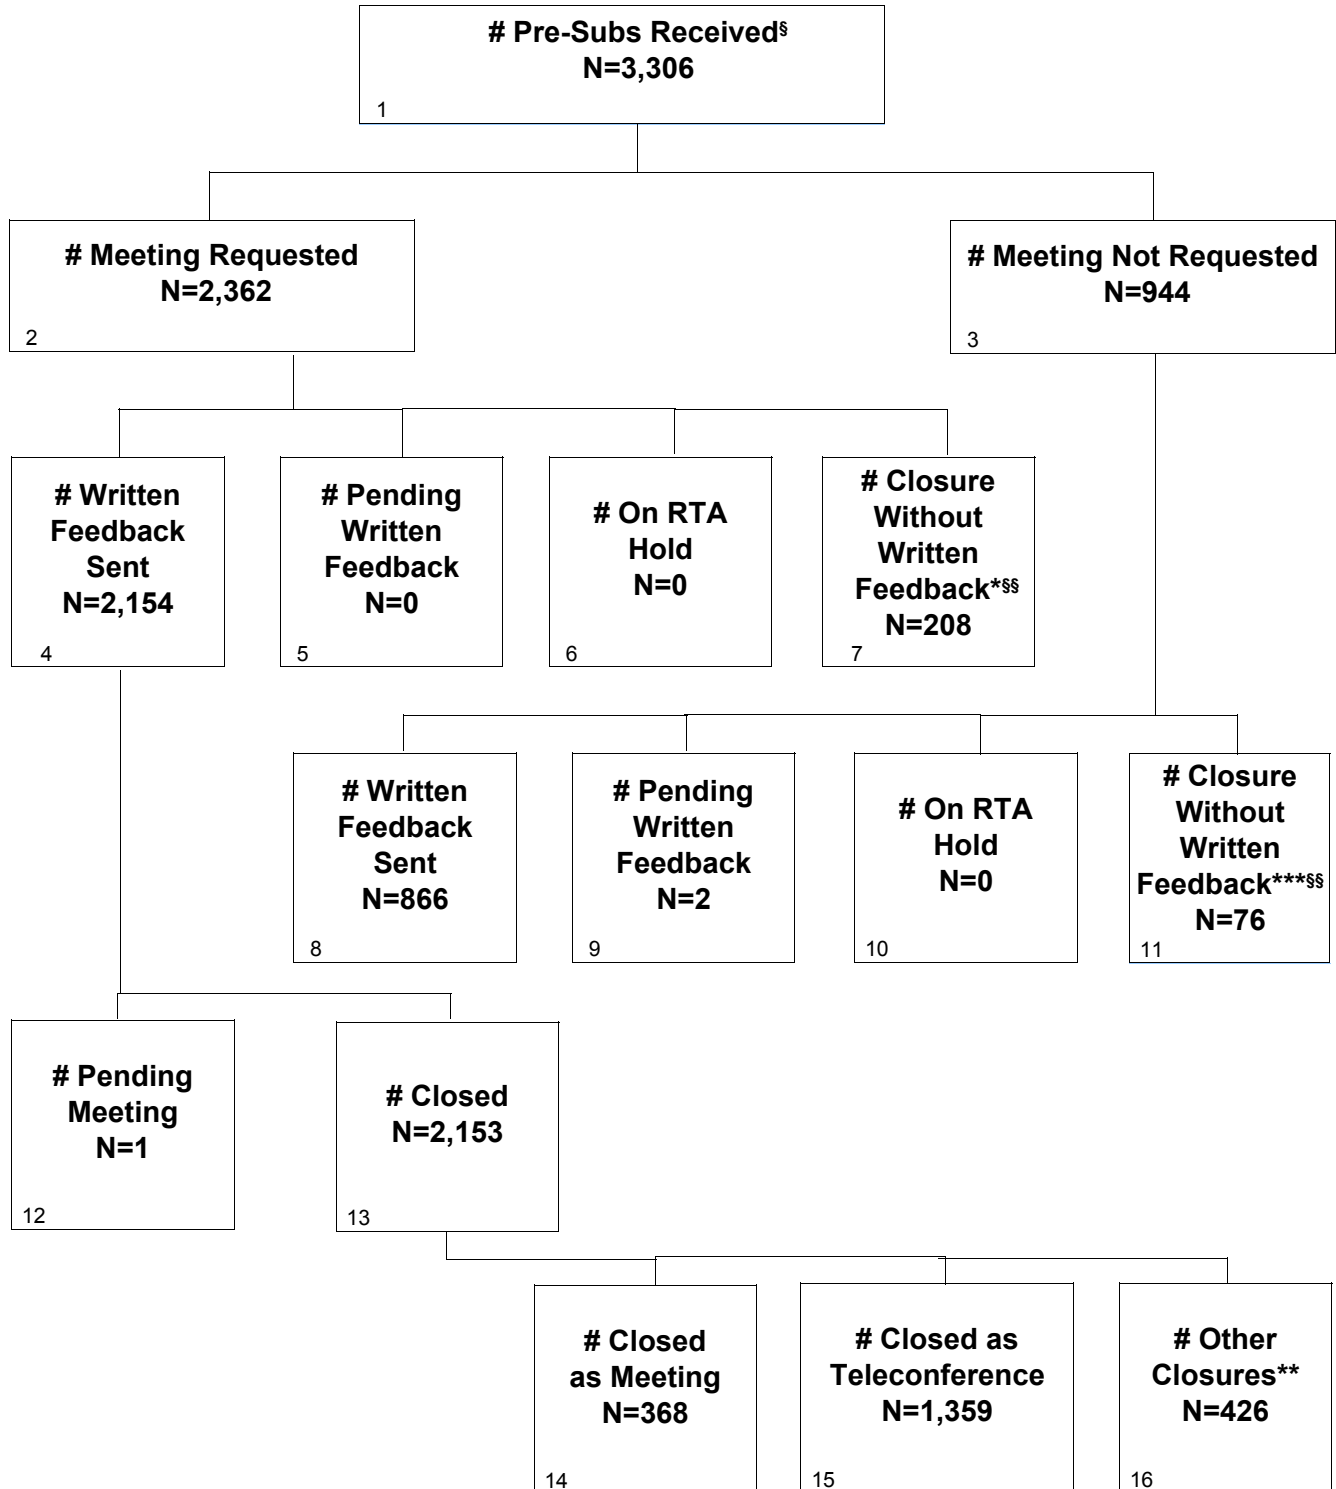 # Pre-Subs Received§
N=3,306
1
# Meeting Requested
N=2,362
2
# Meeting Not Requested
N=944
3
# Written
Feedback
Sent
N=2,154
4
# Pending
Written
Feedback
N=0
5
# On RTA
Hold
N=0
6
# Closure
Without
Written
Feedback*§§
N=208
7
# Written
Feedback
Sent
N=866
8
# Pending
Written
Feedback
N=2
9
# On RTA
Hold
N=0
10
# Closure
Without
Written
Feedback***§§
N=76
11
# Pending
Meeting
N=1
12
# Closed
N=2,153
13
# Closed
as Meeting
N=368
14
# Closed as
Teleconference
N=1,359
15
# Other
Closures**
N=426
16